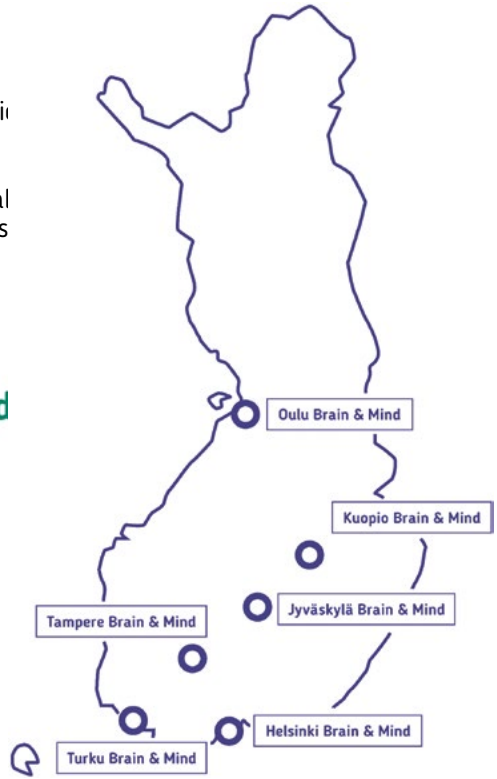 Oulu Brain & Mind
Kuopio Brain & Mind
Jyväskylä Brain & Mind
Tampere Brain & Mind
Helsinki Brain & Mind
Turku Brain & Mind